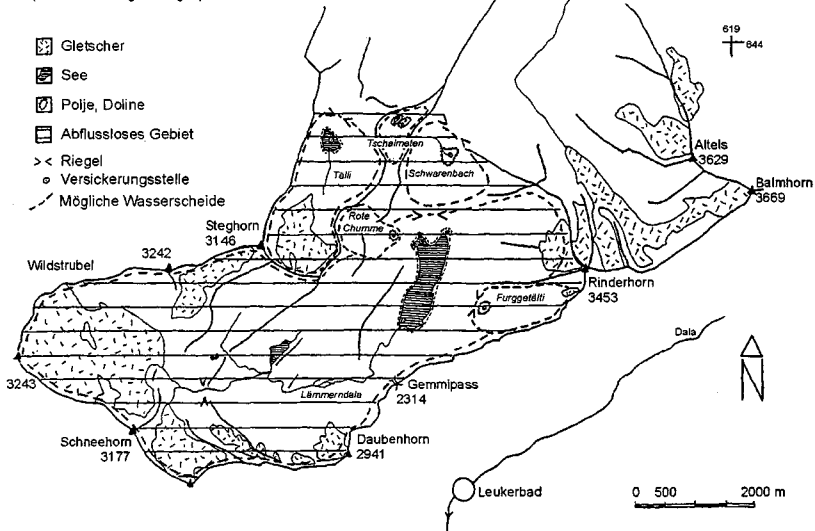 Gletscher
See
Polje, Doline
Abflussloses Gebiet
Riegel
Versickerungsstelle
Mögliche Wasserscheide
619
644
Altels
3629
Balmhorn
3669
Tschalmeten
Talli
Schwarenbach
Steghorn
3146
Rote
Chumme
3242
Wildstrubel
Rinderhorn
3453
Furggetälti
Dala
3243
Gemmipass
2314
Lämmerndala
N
Schneehorn
3177
Daubenhorn
2941
Leukerbad
0 500 2000 m